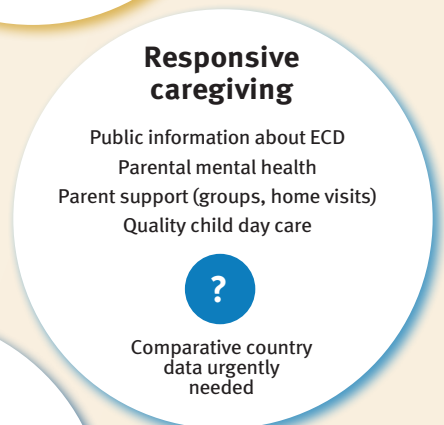 Responsive
caregiving
Public information about ECD
Parental mental health
Parent support (groups, home visits)
Quality child day care
?
Comparative country
data urgently
needed